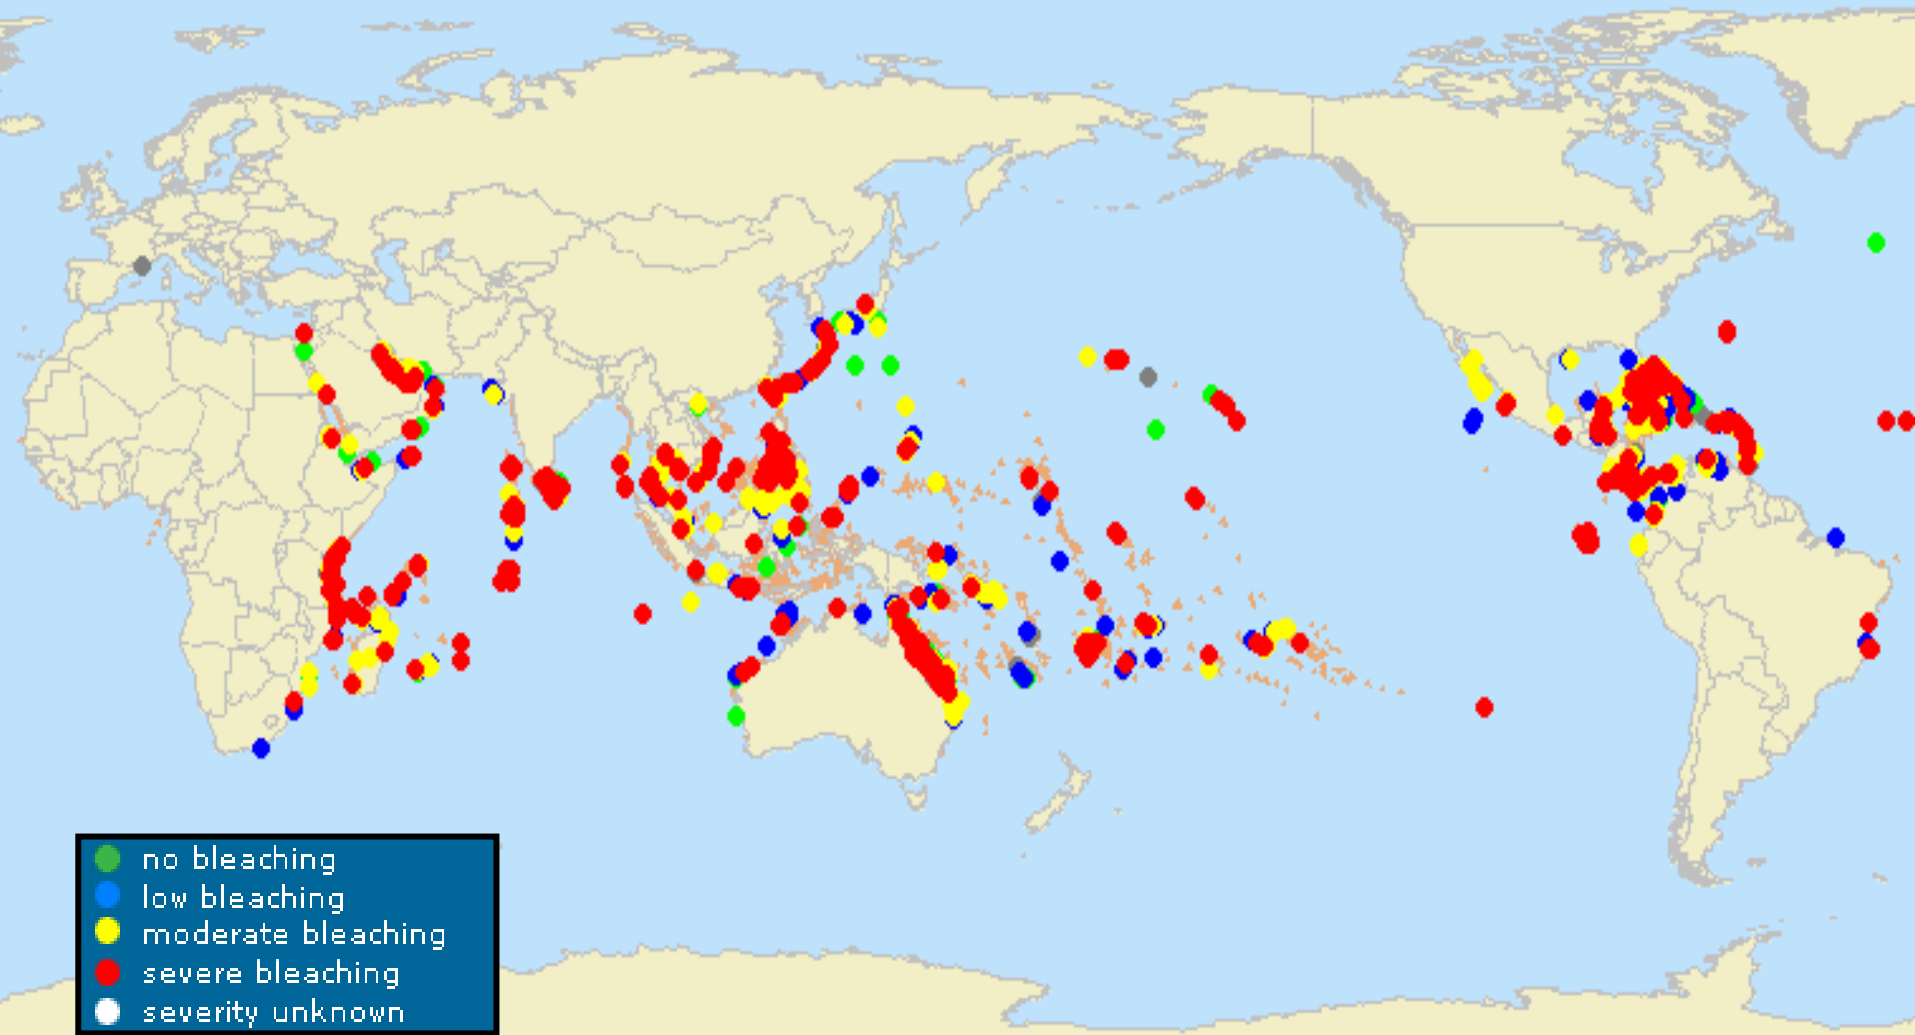 no bleaching
low bleaching
moderate bleaching
severe bleaching
severity unknown